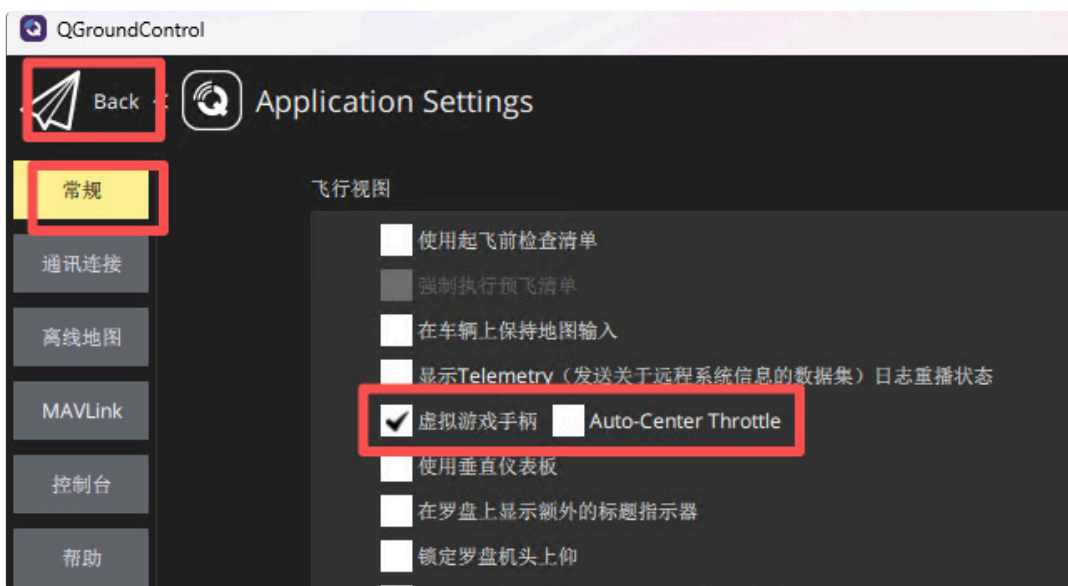 QGroundControl
Back < Application Settings
常规
飞行视图
使用起飞前检查清单
通讯连接
强制执行预飞清单
离线地图
在车辆上保持地图输入
显示Telemetry（发送关于远程系统信息的数据集）日志重播状态
MAVLink
虚拟游戏手柄 Auto-Center Throttle
使用垂直仪表板
控制台
在罗盘上显示额外的标题指示器
帮助
锁定罗盘机头上仰